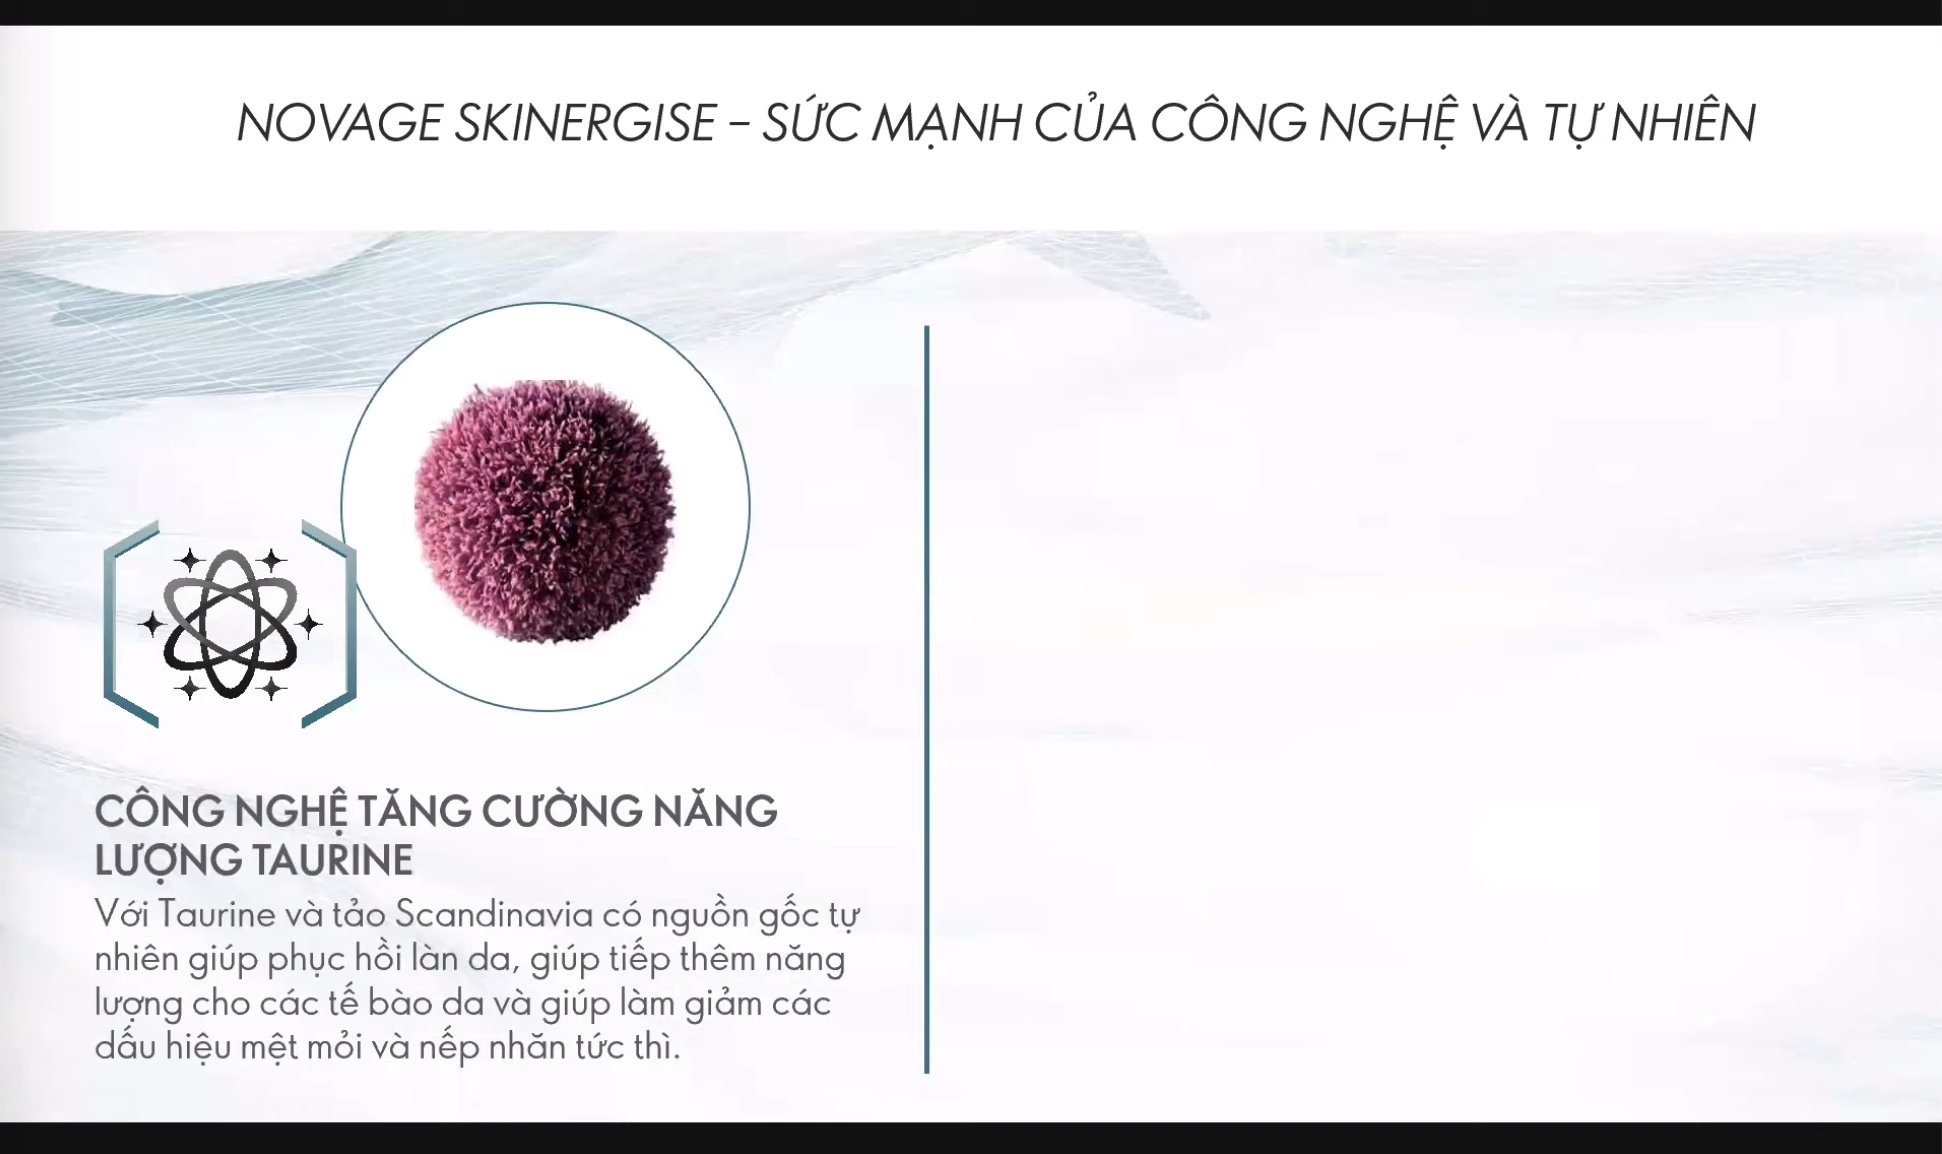 NOVAGE SKINERGISE – SỨC MẠNH CỦA CÔNG NGHỆ VÀ TỰ NHIÊN
CÔNG NGHỆ TĂNG CƯỜNG NĂNG
LƯỢNG TAURINE
Với Taurine và tảo Scandinavia có nguồn gốc tự
nhiên giúp phục hồi làn da, giúp tiếp thêm năng
lượng cho các tế bào da và giúp làm giảm các
dấu hiệu mệt mỏi và nếp nhăn tức thì.